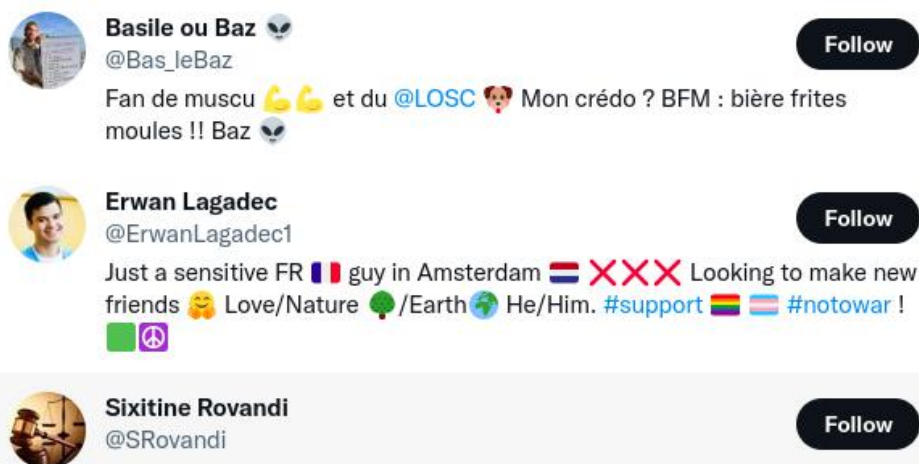 Basile ou Baz 👽
Follow
@Bas_leBaz
Fan de muscu 💪💪 et du @LOSC 🐶 Mon crédo ? BFM : bière frites
moules !! Baz 👽
Erwan Lagadec
Follow
@ErwanLagadec1
Just a sensitive FR 🇫🇷 guy in Amsterdam 🇳🇱 ❌❌❌ Looking to make new
friends 🤗 Love/Nature 🌳/Earth🌍 He/Him. #support 🏳️‍🌈 🏳️‍⚧️ #notowar !
🟩☮️
Sixitine Rovandi
Follow
@SRovandi